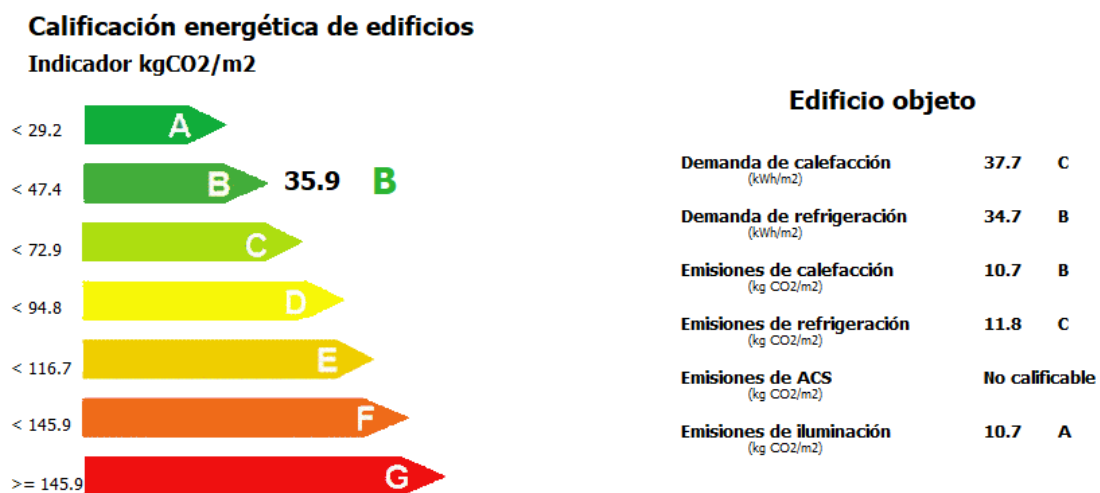 Calificación energética de edificios
Indicador kgCO2/m2
< 29.2
A
< 47.4
B
35.9 B
< 72.9
C
< 94.8
D
< 116.7
E
< 145.9
F
>= 145.9
G
Edificio objeto
Demanda de calefacción 37.7 C
(kWh/m2)
Demanda de refrigeración 34.7 B
(kWh/m2)
Emisiones de calefacción 10.7 B
(kg CO2/m2)
Emisiones de refrigeración 11.8 C
(kg CO2/m2)
Emisiones de ACS No calificable
(kg CO2/m2)
Emisiones de iluminación 10.7 A
(kg CO2/m2)